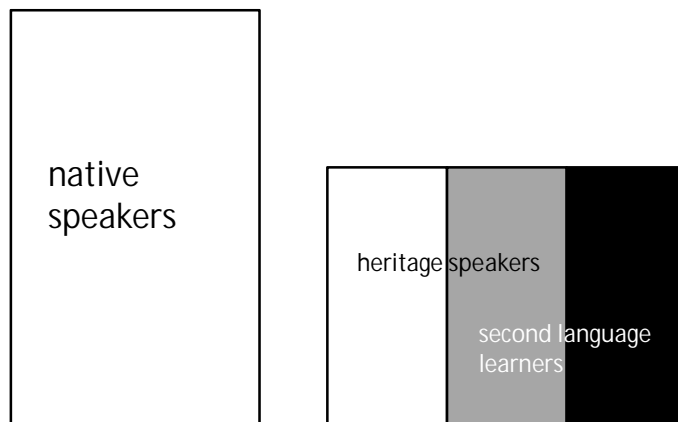 native
speakers
heritage speakers
second language
learners